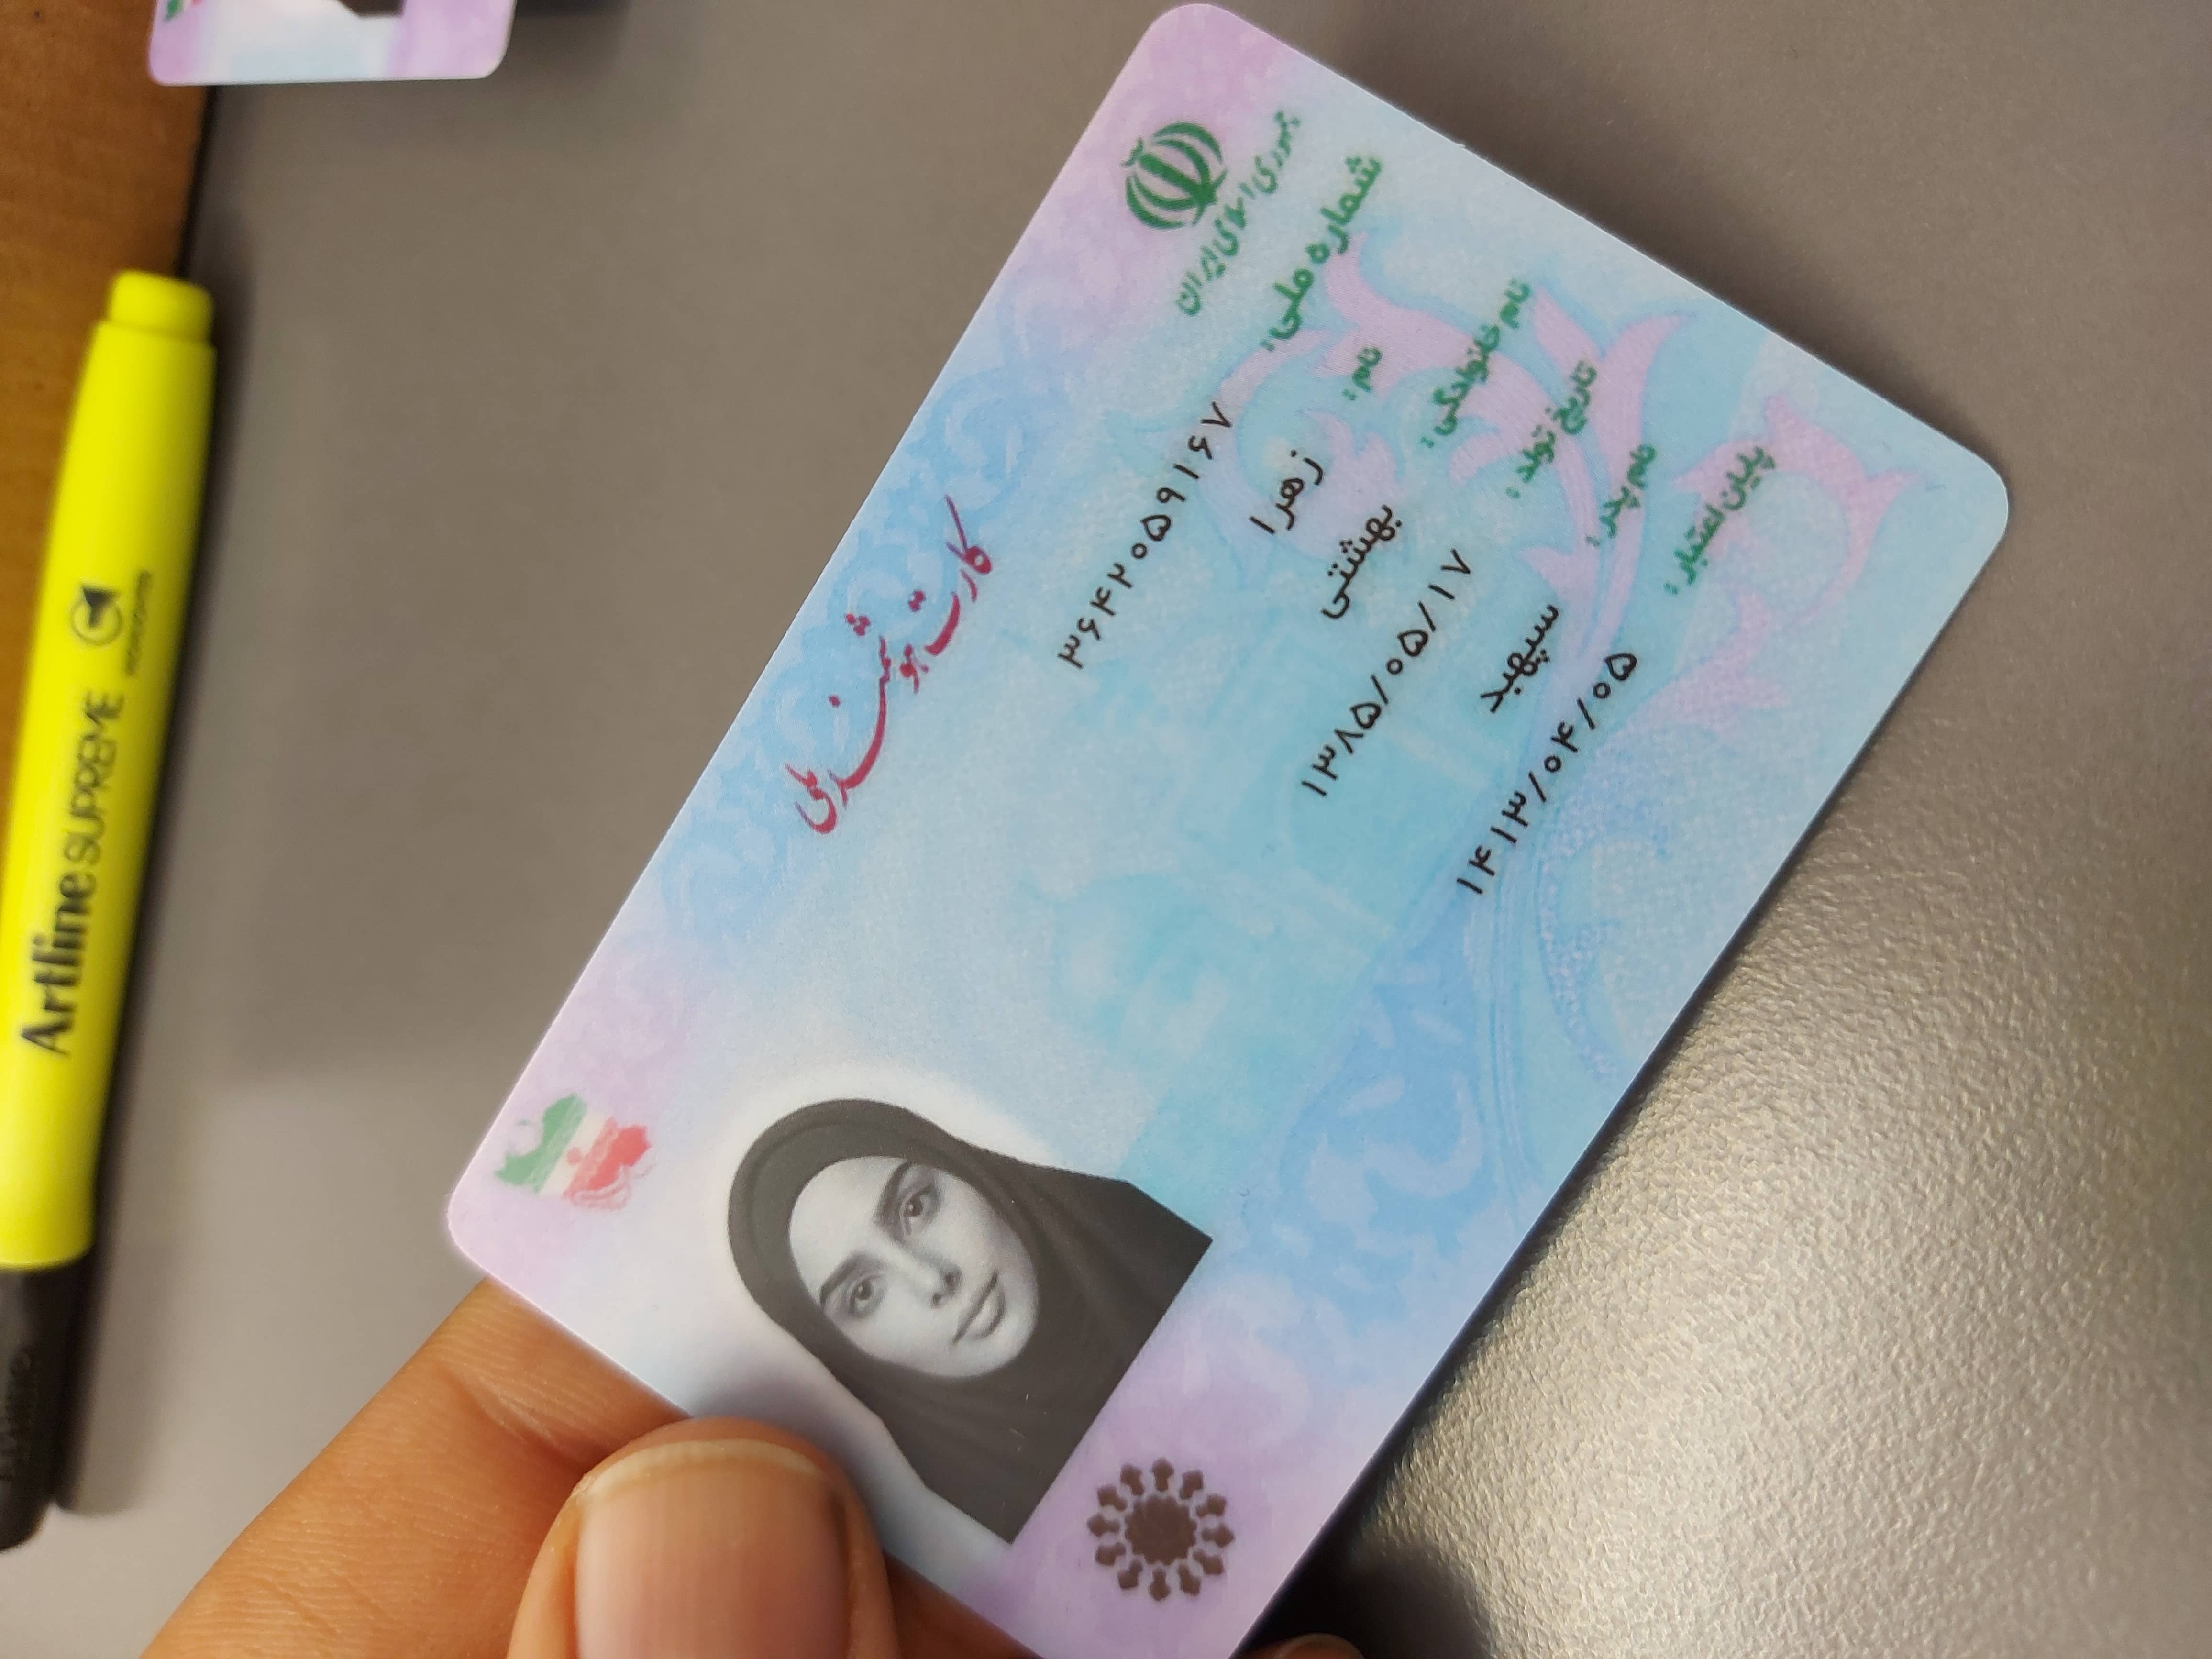 جمهوری اسلامی ایران
کارت هوشمند ملی
شماره ملی: ۳۶۴۲۰۵۹۱۶۷
نام: زهرا
نام خانوادگی: بهشتی
تاریخ تولد: ۱۳۸۵/۰۵/۱۷
نام پدر: سپهبد
پایان اعتبار: ۱۴۱۳/۰۴/۰۵
Artline SUPREME